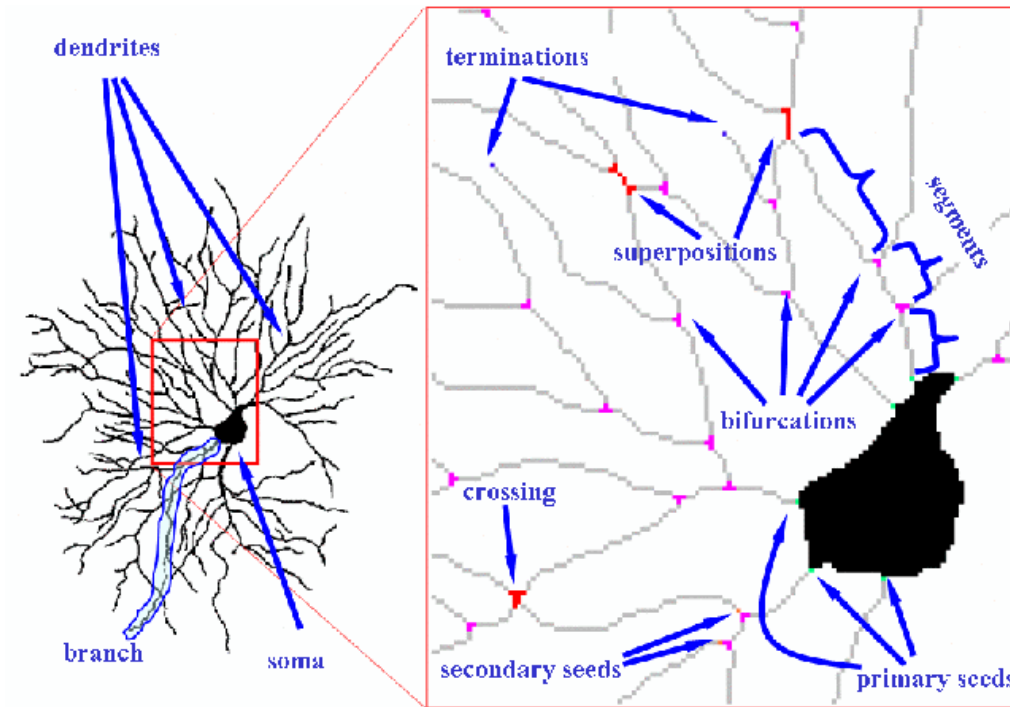 dendrites
terminations
segments
superpositions
bifurcations
crossing
branch
soma
secondary seeds
primary seeds